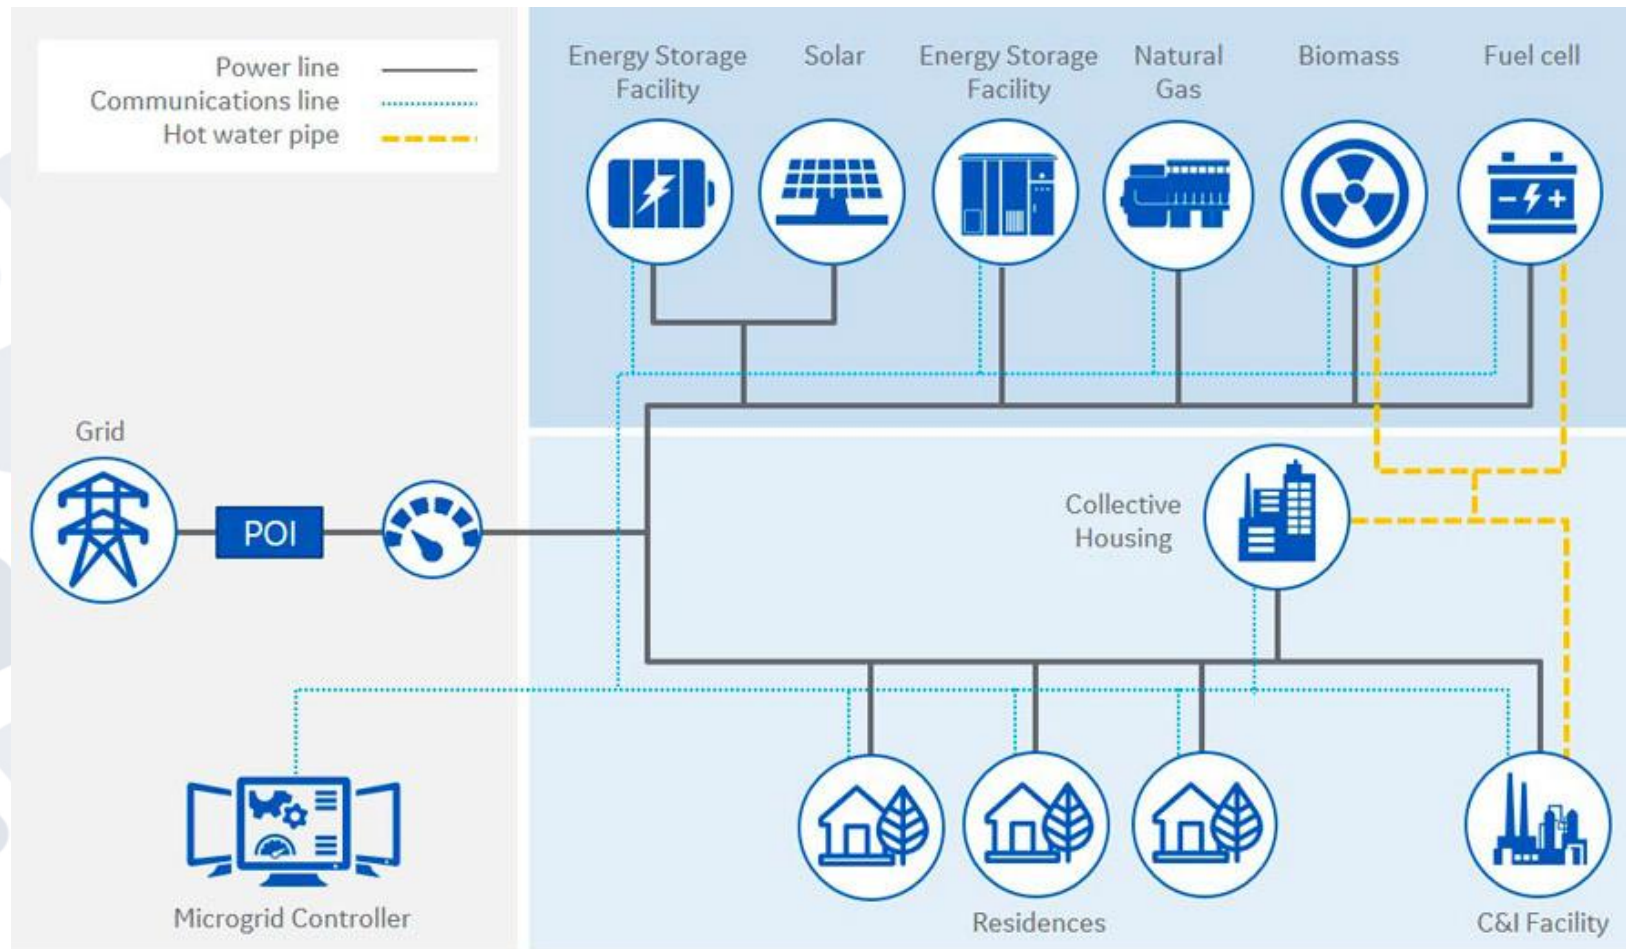 Power line
Communications line
Hot water pipe
Energy Storage
Facility
Solar
Energy Storage
Facility
Natural
Gas
Biomass
Fuel cell
Grid
POI
Collective
Housing
Microgrid Controller
Residences
C&I Facility